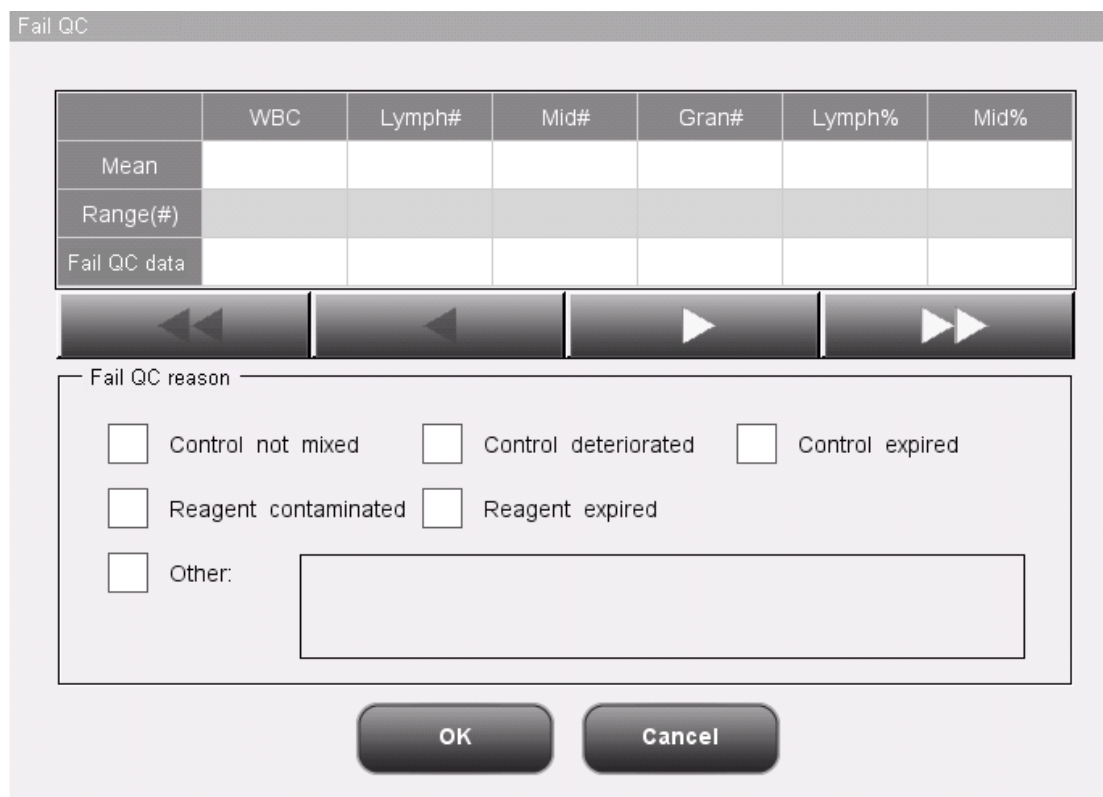 Fail QC
WBC Lymph# Mid# Gran# Lymph% Mid%
Mean
Range(#)
Fail QC data
Fail QC reason
Control not mixed Control deteriorated Control expired
Reagent contaminated Reagent expired
Other:
OK Cancel